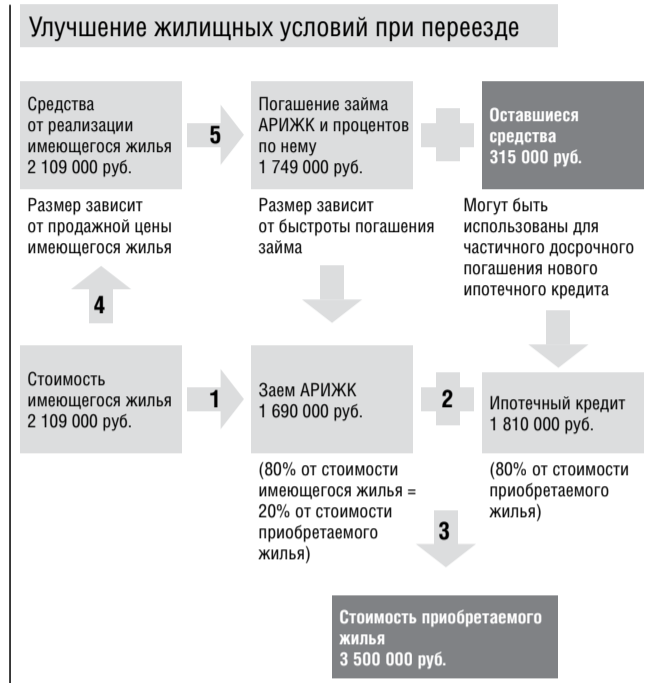 Улучшение жилищных условий при переезде
Средства
от реализации
имеющегося жилья
2 109 000 руб.
5
Погашение займа
АРИЖК и процентов
по нему
1 749 000 руб.
Оставшиеся
средства
315 000 руб.
Размер зависит
от продажной цены
имеющегося жилья
Размер зависит
от быстроты погашения
займа
Могут быть
использованы для
частичного досрочного
погашения нового
ипотечного кредита
4
Стоимость
имеющегося жилья
2 109 000 руб.
1
Заем АРИЖК
1 690 000 руб.
2
Ипотечный кредит
1 810 000 руб.
(80% от стоимости
имеющегося жилья =
20% от стоимости
приобретаемого
жилья)
(80% от стоимости
приобретаемого
жилья)
3
Стоимость приобретаемого
жилья
3 500 000 руб.